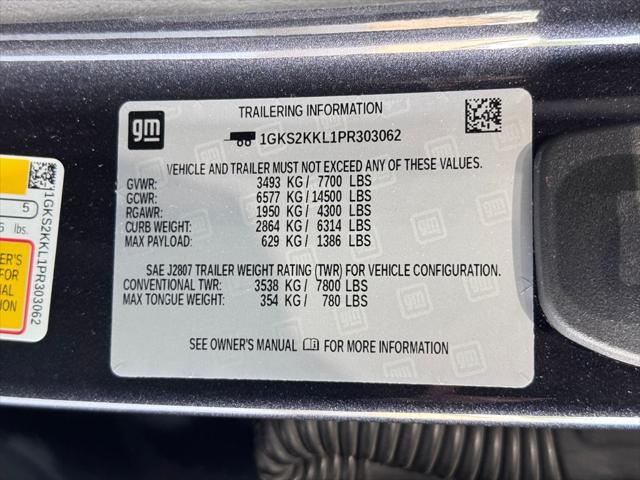 gm
TRAILERING INFORMATION
1GKS2KKL1PR303062
VEHICLE AND TRAILER MUST NOT EXCEED ANY OF THESE VALUES.
GVWR: 3493 KG/ 7700 LBS
GCWR: 6577 KG/14500 LBS
RGAWR: 1950 KG/ 4300 LBS
CURB WEIGHT: 2864 KG/ 6314 LBS
MAX PAYLOAD: 629 KG/ 1386 LBS
SAE J2807 TRAILER WEIGHT RATING (TWR) FOR VEHICLE CONFIGURATION.
CONVENTIONAL TWR: 3538 KG/ 7800 LBS
MAX TONGUE WEIGHT: 354 KG/ 780 LBS
SEE OWNER'S MANUAL FOR MORE INFORMATION
1GKS2KKL1PR303062
5
lbs.